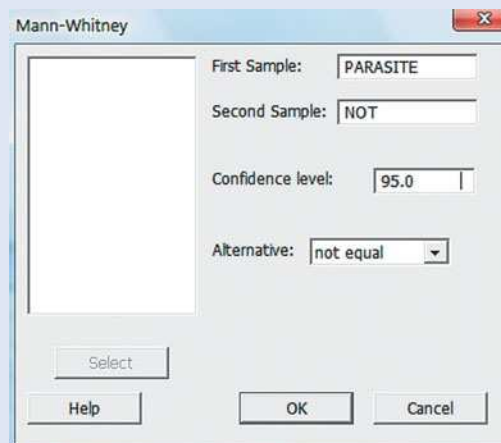 Mann-Whitney
First Sample: PARASITE
Second Sample: NOT
Confidence level: 95.0
Alternative: not equal
Select
Help OK Cancel